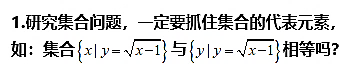 1.研究集合问题，一定要抓住集合的代表元素，
如：集合{x|y=√(x-1)}与{y|y=√(x-1)}相等吗?